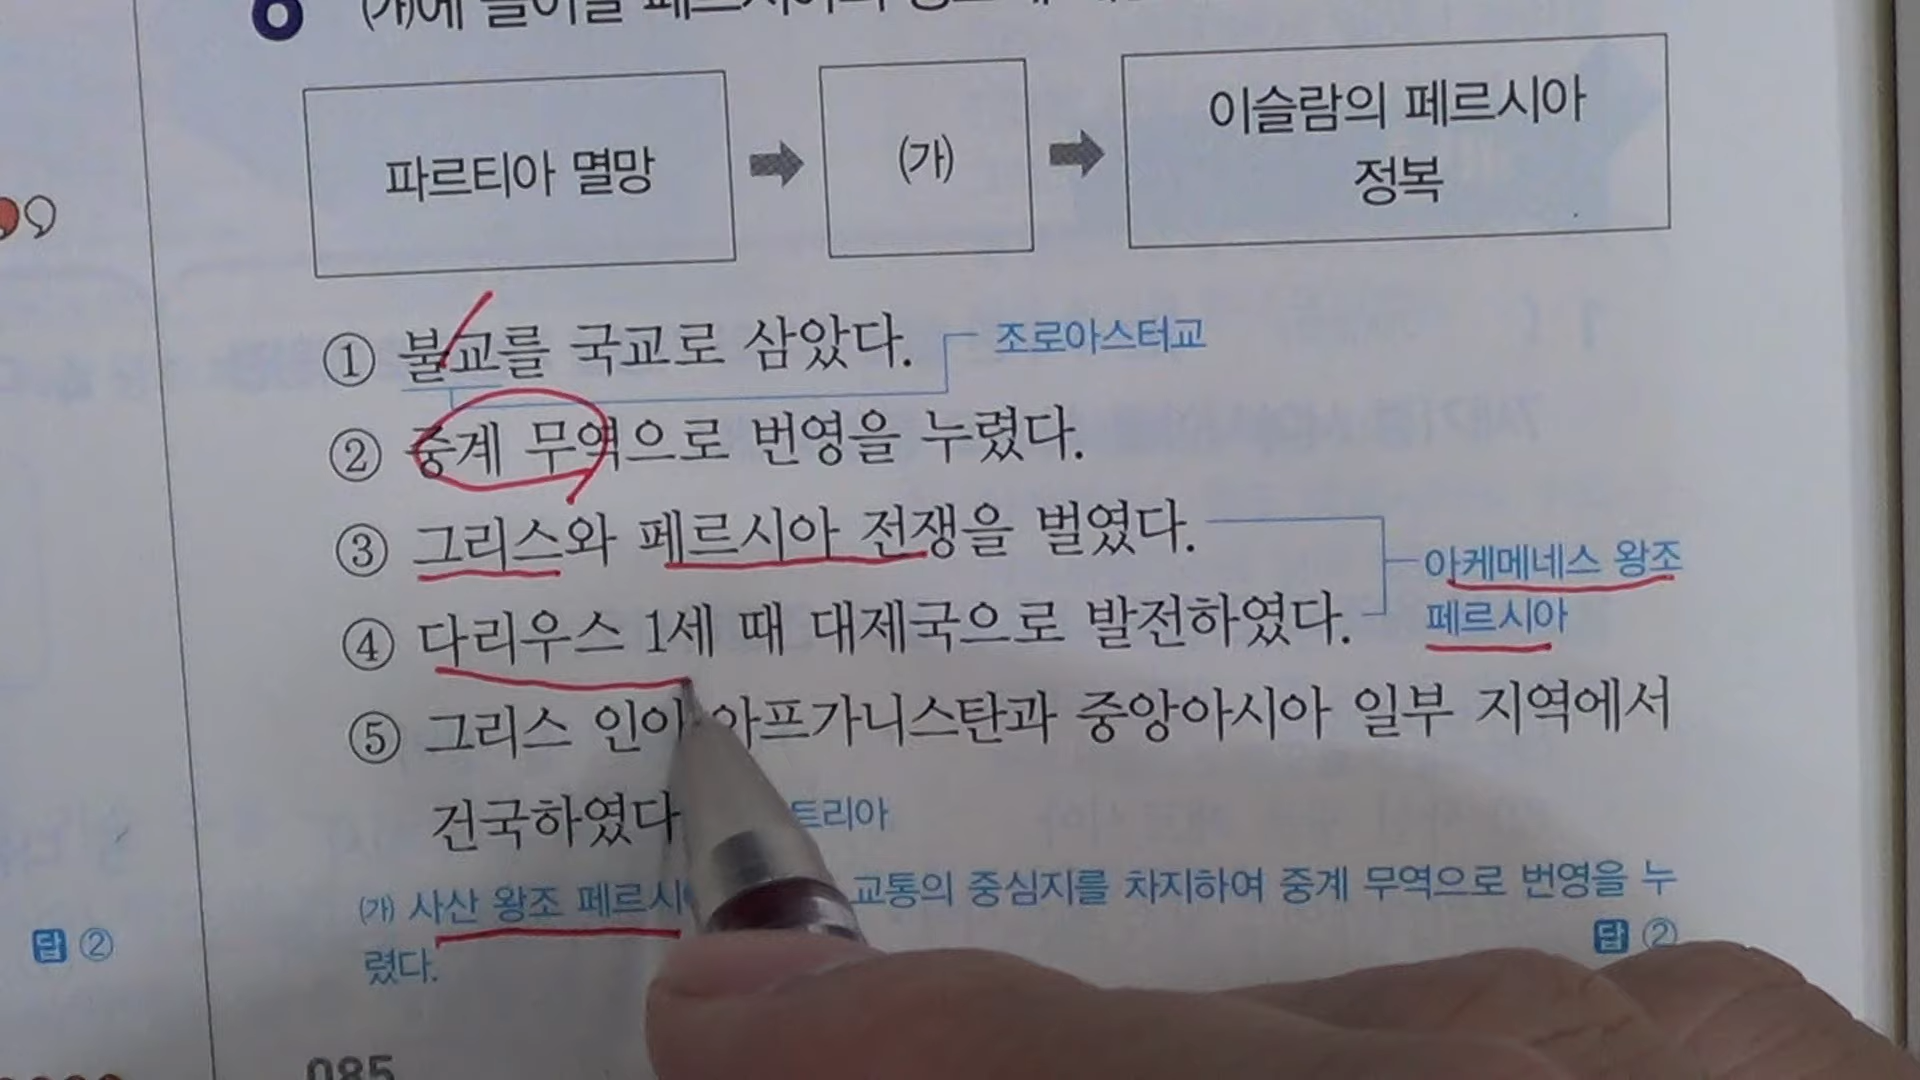 6 (가)에 들어갈 페르시아의
파르티아 멸망
(가)
이슬람의 페르시아
정복
① 불교를 국교로 삼았다.
조로아스터교
② 중계 무역으로 번영을 누렸다.
③ 그리스와 페르시아 전쟁을 벌였다.
아케메네스 왕조
④ 다리우스 1세 때 대제국으로 발전하였다.
페르시아
⑤ 그리스 인이 아프가니스탄과 중앙아시아 일부 지역에서
건국하였다
트리아
(가) 사산 왕조 페르시 교통의 중심지를 차지하여 중계 무역으로 번영을 누
렸다.
답 ②
답 ②
085